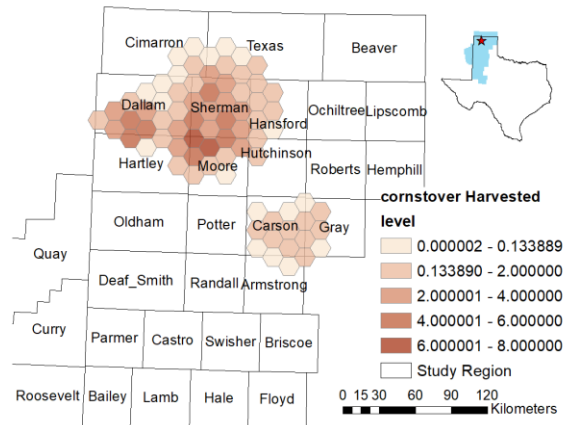 Cimarron Texas Beaver
Dallam Sherman Ochiltree Lipscomb
Hansford
Hartley Moore Hutchinson Roberts Hemphill
cornstover Harvested
level
Oldham Potter Carson Gray
0.000002 - 0.133889
Quay
0.133890 - 2.000000
Deaf_Smith Randall Armstrong
2.000001 - 4.000000
4.000001 - 6.000000
Curry Parmer Castro Swisher Briscoe
6.000001 - 8.000000
Study Region
Roosevelt Bailey Lamb Hale Floyd
0 15 30 60 90 120
Kilometers